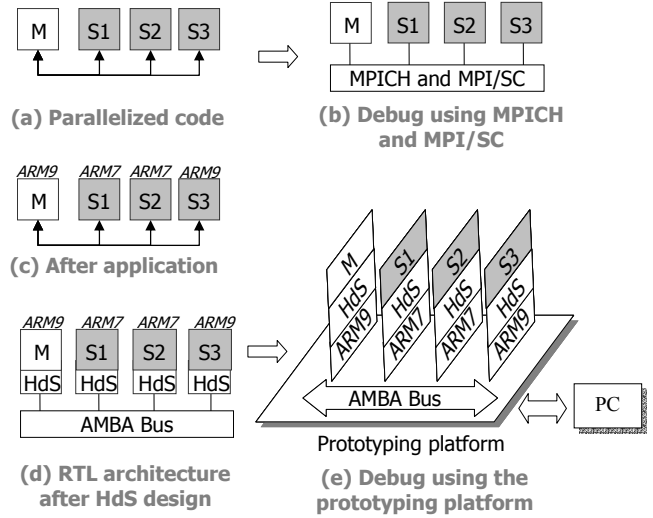 M S1 S2 S3
(a) Parallelized code
M S1 S2 S3
MPICH and MPI/SC
(b) Debug using MPICH
and MPI/SC
ARM9 ARM7 ARM7 ARM9
M S1 S2 S3
(c) After application
ARM9 ARM7 ARM7 ARM9
M S1 S2 S3
HdS HdS HdS HdS
AMBA Bus
(d) RTL architecture
after HdS design
M S1 S2 S3
HdS HdS HdS HdS
ARM9 ARM7 ARM7 ARM9
AMBA Bus
PC
Prototyping platform
(e) Debug using the
prototyping platform